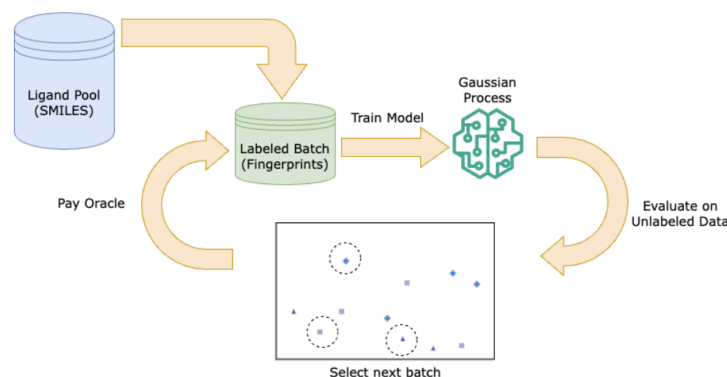 Ligand Pool
(SMILES)
Labeled Batch
(Fingerprints)
Train Model
Gaussian
Process
Evaluate on
Unlabeled Data
Pay Oracle
Select next batch